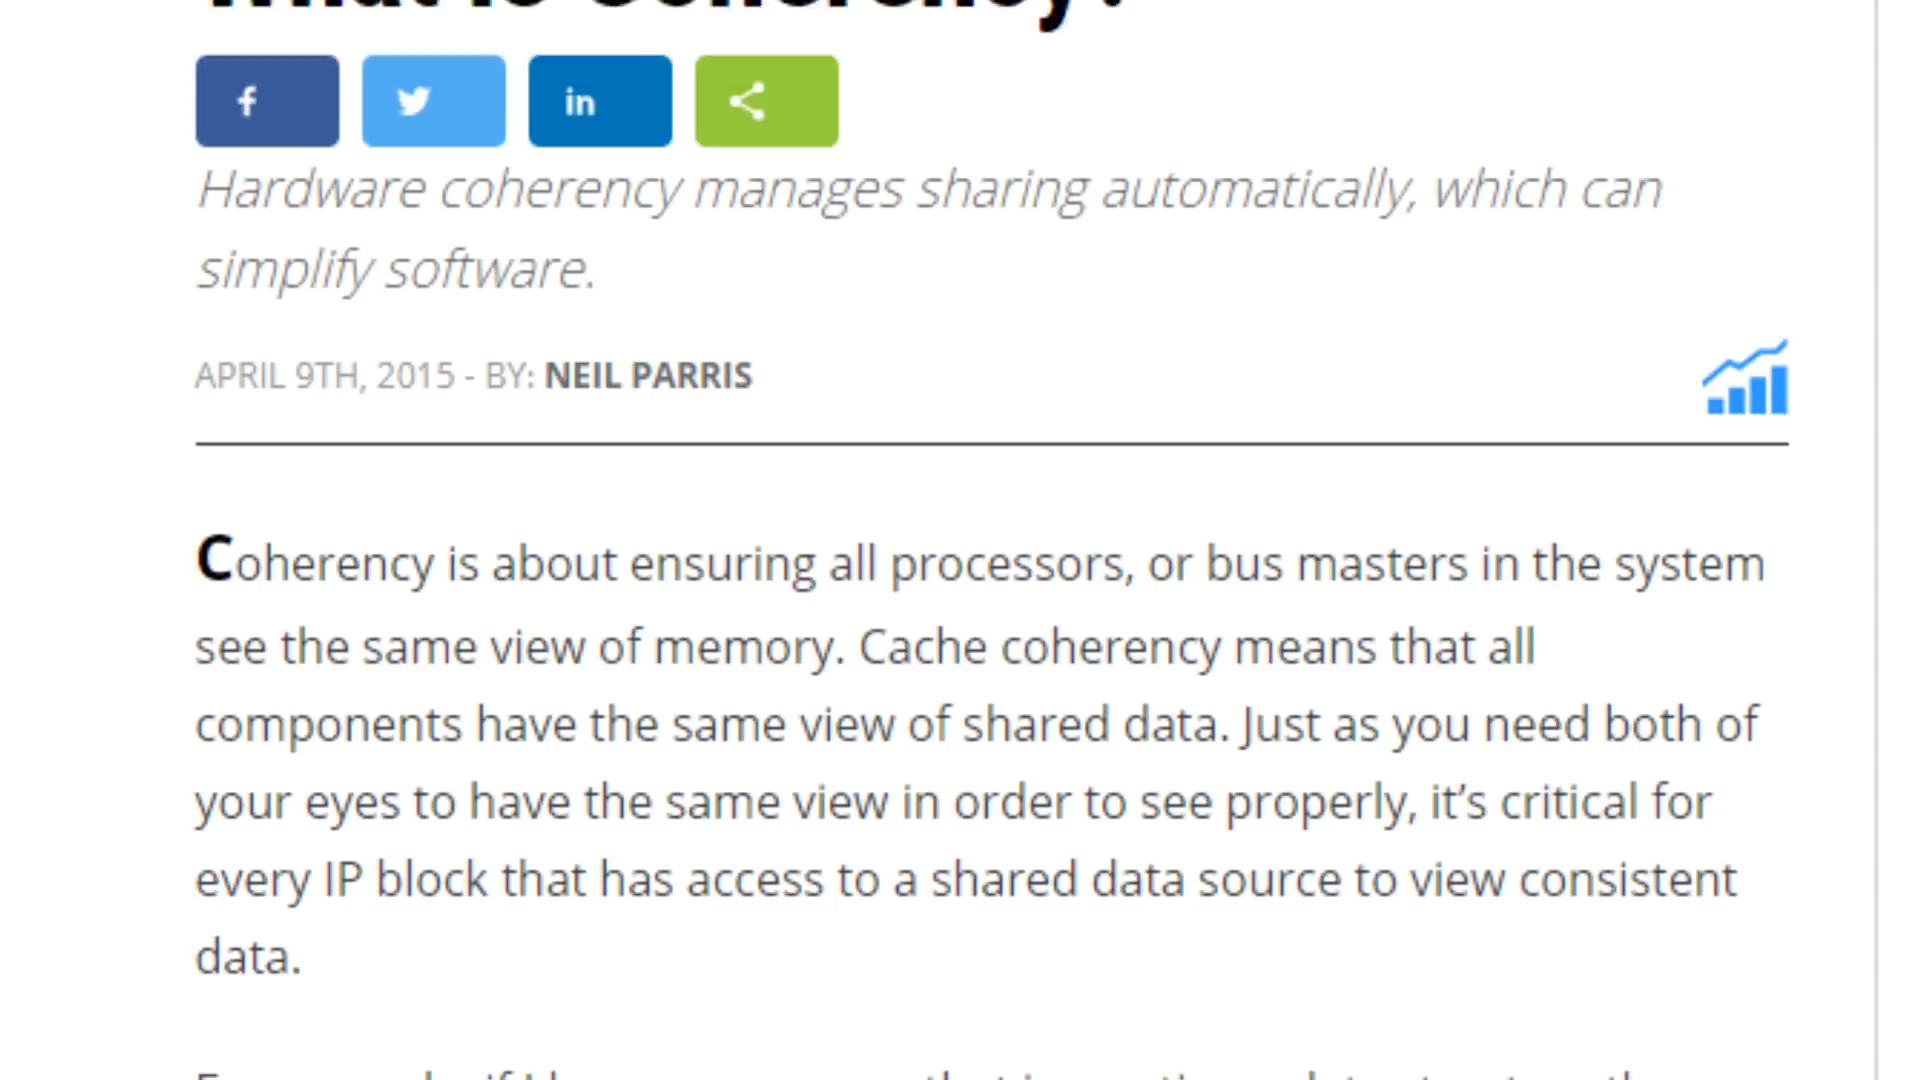 What Is Coherency?
f
in
Hardware coherency manages sharing automatically, which can
simplify software.
APRIL 9TH, 2015 - BY: NEIL PARRIS
Coherency is about ensuring all processors, or bus masters in the system
see the same view of memory. Cache coherency means that all
components have the same view of shared data. Just as you need both of
your eyes to have the same view in order to see properly, it’s critical for
every IP block that has access to a shared data source to view consistent
data.